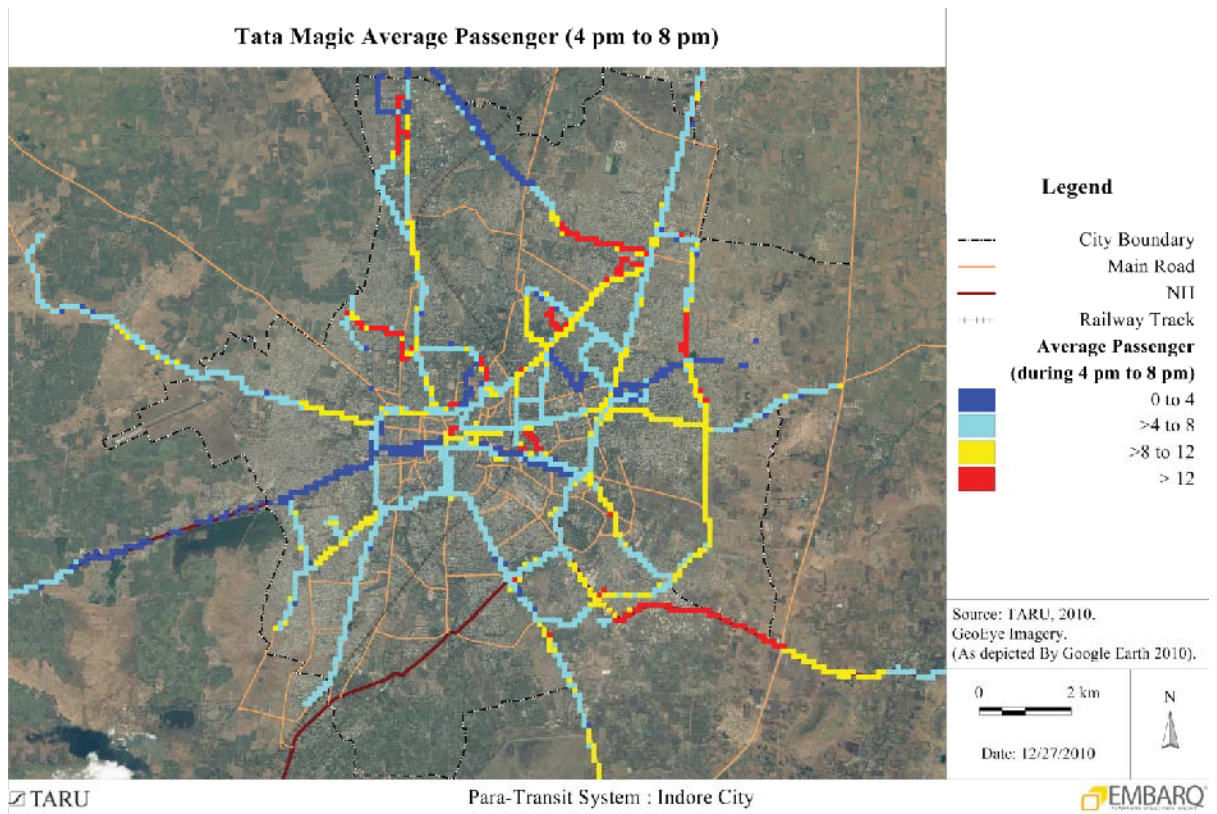 Tata Magic Average Passenger (4 pm to 8 pm)
Legend
City Boundary
Main Road
NH
Railway Track
Average Passenger
(during 4 pm to 8 pm)
0 to 4
>4 to 8
>8 to 12
> 12
Source: TARU, 2010.
GeoEye Imagery.
(As depicted By Google Earth 2010).
0 2 km
N
Date: 12/27/2010
TARU
Para-Transit System : Indore City
EMBARQ